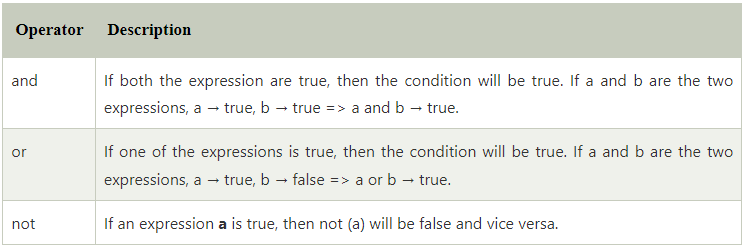 Operator Description
and If both the expression are true, then the condition will be true. If a and b are the two
expressions, a → true, b → true => a and b → true.
or If one of the expressions is true, then the condition will be true. If a and b are the two
expressions, a → true, b → false => a or b → true.
not If an expression a is true, then not (a) will be false and vice versa.